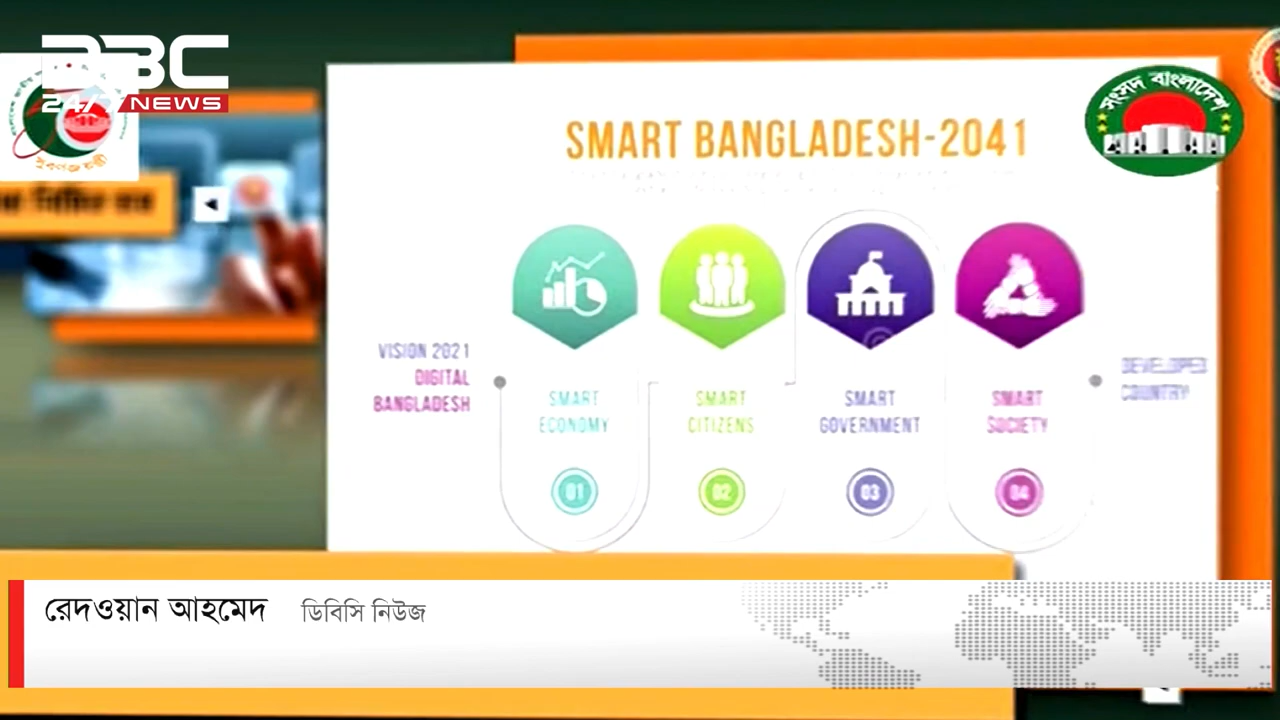 DBC
24/7 NEWS
সংসদ বাংলাদেশ
SMART BANGLADESH-2041
VISION 2021
DIGITAL
BANGLADESH
SMART
ECONOMY
01
SMART
CITIZENS
02
SMART
GOVERNMENT
03
SMART
SOCIETY
04
DEVELOPED
COUNTRY
রেদওয়ান আহমেদ
ডিবিসি নিউজ